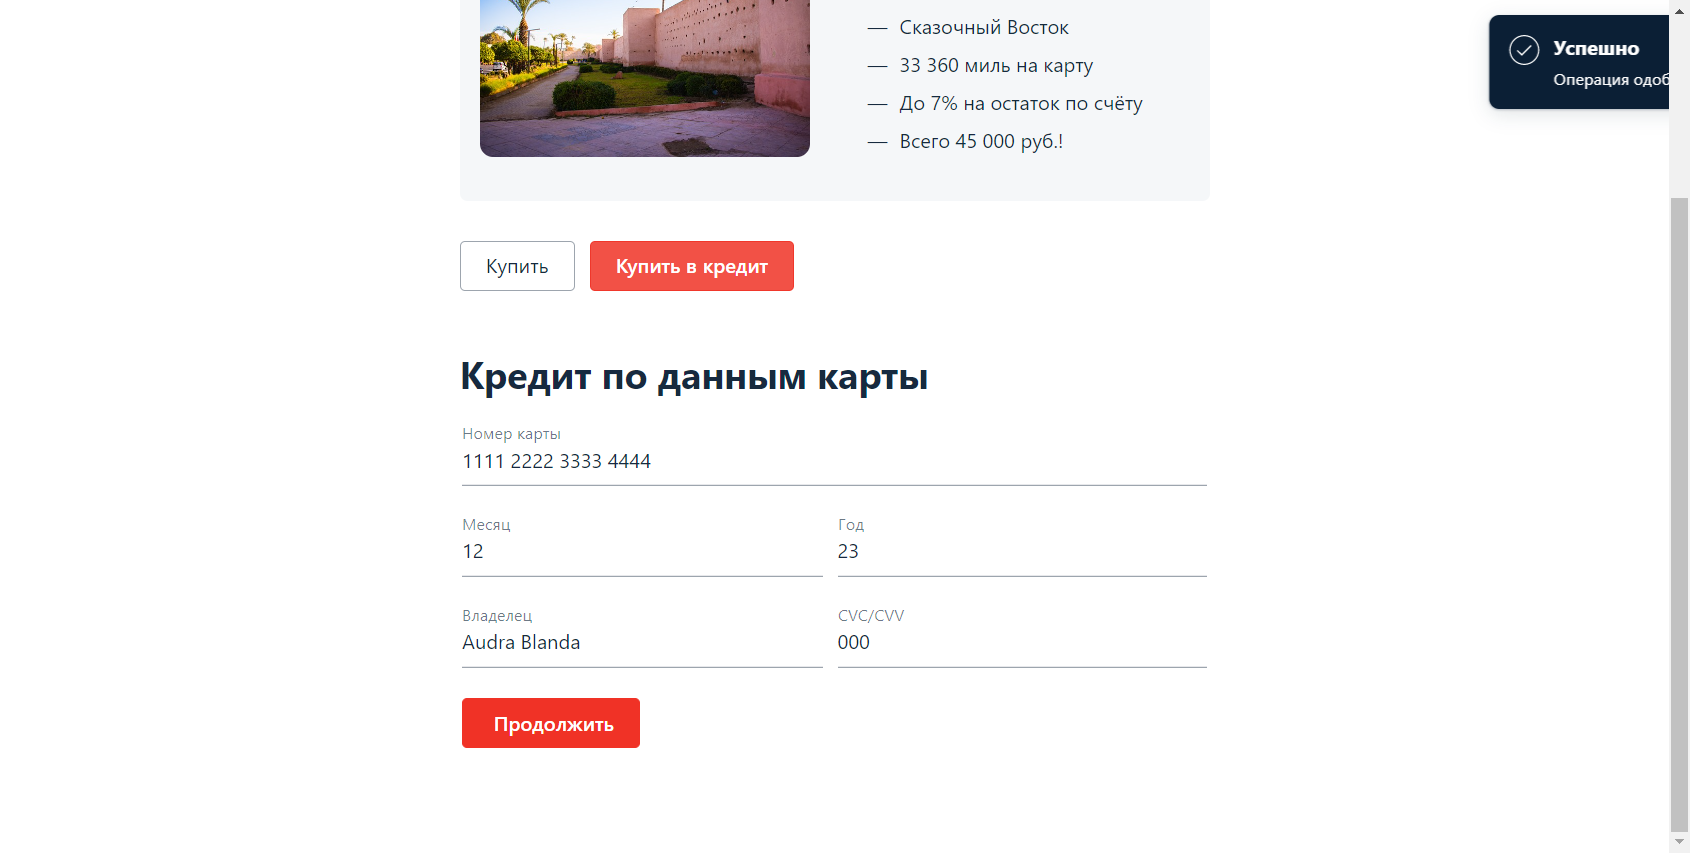 — Сказочный Восток
— 33 360 миль на карту
— До 7% на остаток по счёту
— Всего 45 000 руб.!
Успешно
Операция одоб
Купить
Купить в кредит
Кредит по данным карты
Номер карты
1111 2222 3333 4444
Месяц
Год
12
23
Владелец
CVC/CVV
Audra Blanda
000
Продолжить